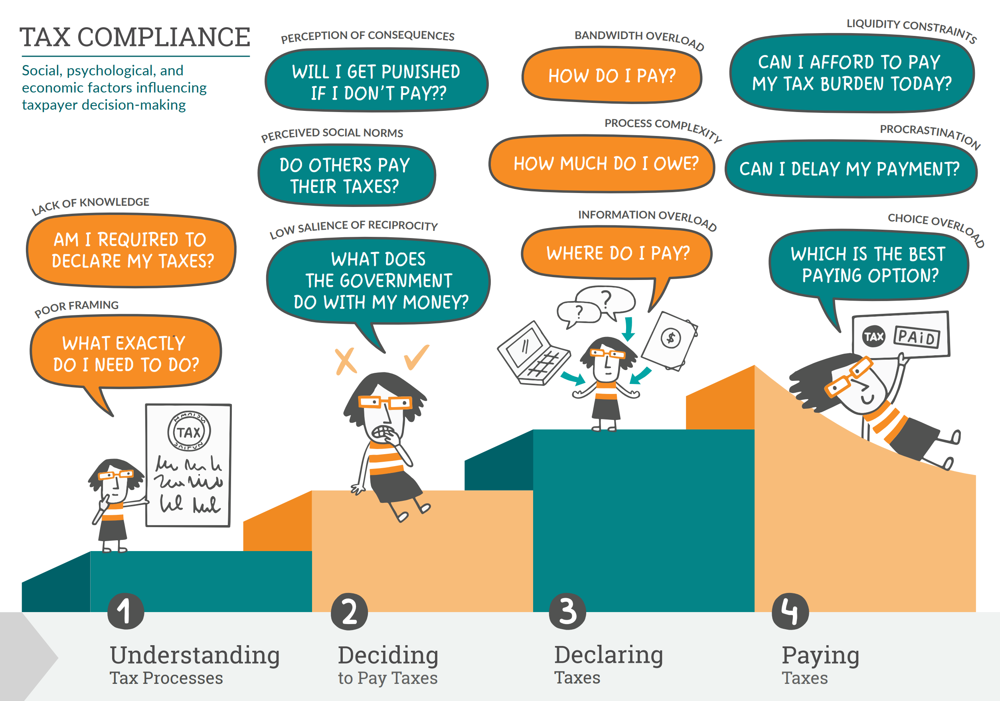 TAX COMPLIANCE
Social, psychological, and
economic factors influencing
taxpayer decision-making
LACK OF KNOWLEDGE
AM I REQUIRED TO
DECLARE MY TAXES?
POOR FRAMING
WHAT EXACTLY
DO I NEED TO DO?
TAX
PERCEPTION OF CONSEQUENCES
WILL I GET PUNISHED
IF I DON'T PAY??
PERCEIVED SOCIAL NORMS
DO OTHERS PAY
THEIR TAXES?
LOW SALIENCE OF RECIPROCITY
WHAT DOES
THE GOVERNMENT
DO WITH MY MONEY?
BANDWIDTH OVERLOAD
HOW DO I PAY?
PROCESS COMPLEXITY
HOW MUCH DO I OWE?
INFORMATION OVERLOAD
WHERE DO I PAY?
?
?
$
LIQUIDITY CONSTRAINTS
CAN I AFFORD TO PAY
MY TAX BURDEN TODAY?
PROCRASTINATION
CAN I DELAY MY PAYMENT?
CHOICE OVERLOAD
WHICH IS THE BEST
PAYING OPTION?
TAX PAiD
1
Understanding
Tax Processes
2
Deciding
to Pay Taxes
3
Declaring
Taxes
4
Paying
Taxes